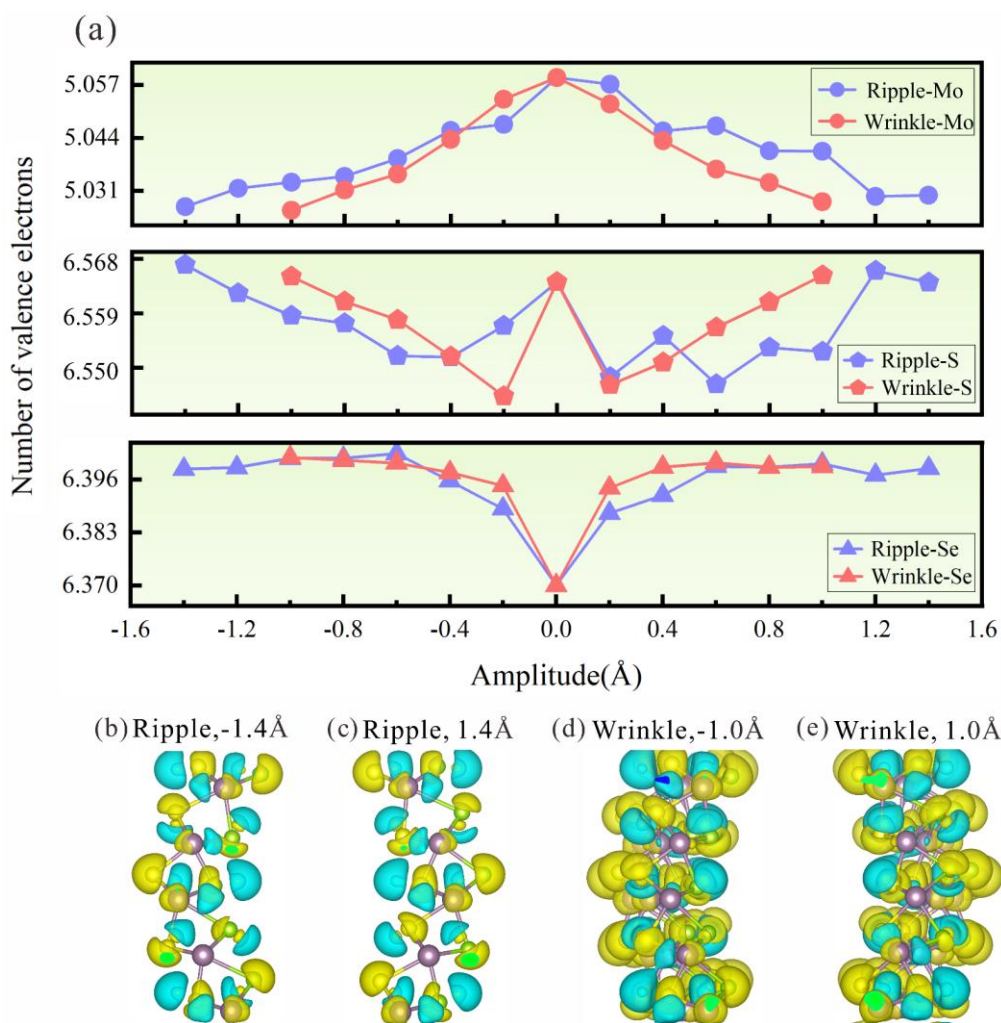 (a)
Number of valence electrons
5.057
5.044
5.031
Ripple-Mo
Wrinkle-Mo
6.568
6.559
6.550
Ripple-S
Wrinkle-S
6.396
6.383
6.370
Ripple-Se
Wrinkle-Se
-1.6 -1.2 -0.8 -0.4 0.0 0.4 0.8 1.2 1.6
Amplitude(Å)
(b) Ripple,-1.4Å (c) Ripple, 1.4Å (d) Wrinkle,-1.0Å (e) Wrinkle, 1.0Å